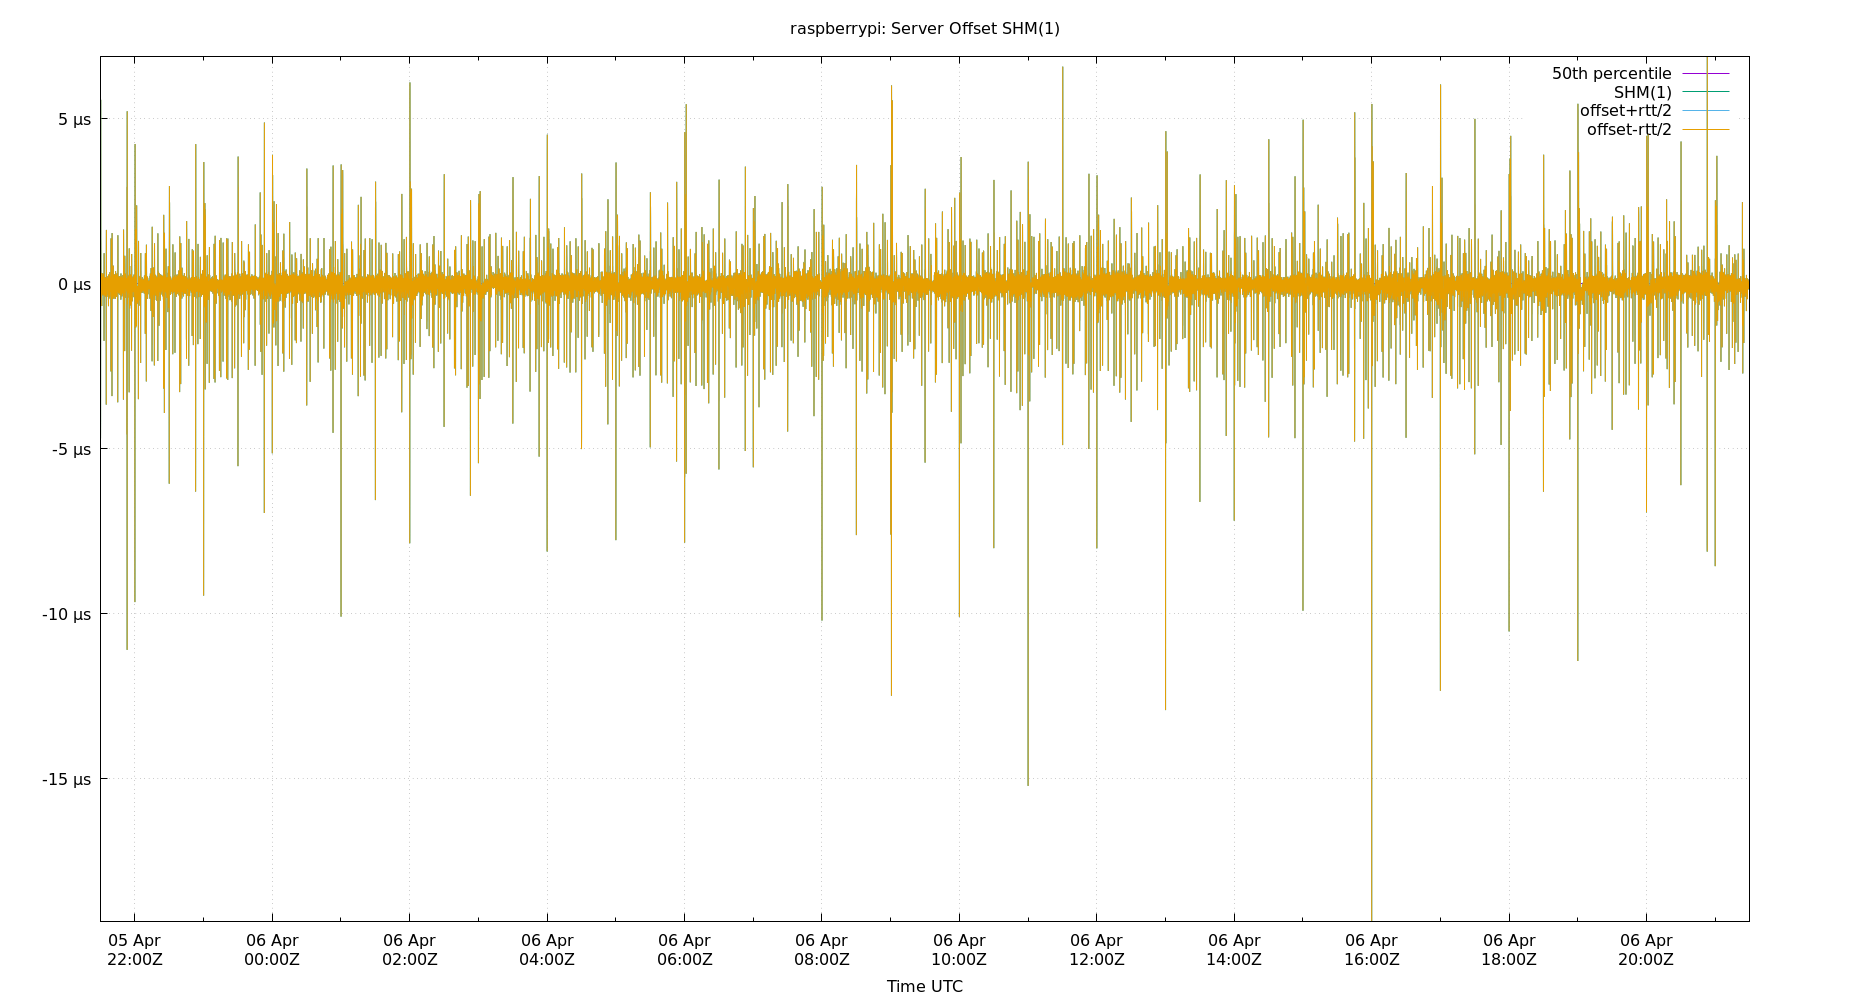 raspberrypi: Server Offset SHM(1)
50th percentile
SHM(1)
offset+rtt/2
offset-rtt/2
5 µs
0 µs
-5 µs
-10 µs
-15 µs
05 Apr 06 Apr 06 Apr 06 Apr 06 Apr 06 Apr 06 Apr 06 Apr 06 Apr 06 Apr 06 Apr 06 Apr
22:00Z 00:00Z 02:00Z 04:00Z 06:00Z 08:00Z 10:00Z 12:00Z 14:00Z 16:00Z 18:00Z 20:00Z
Time UTC